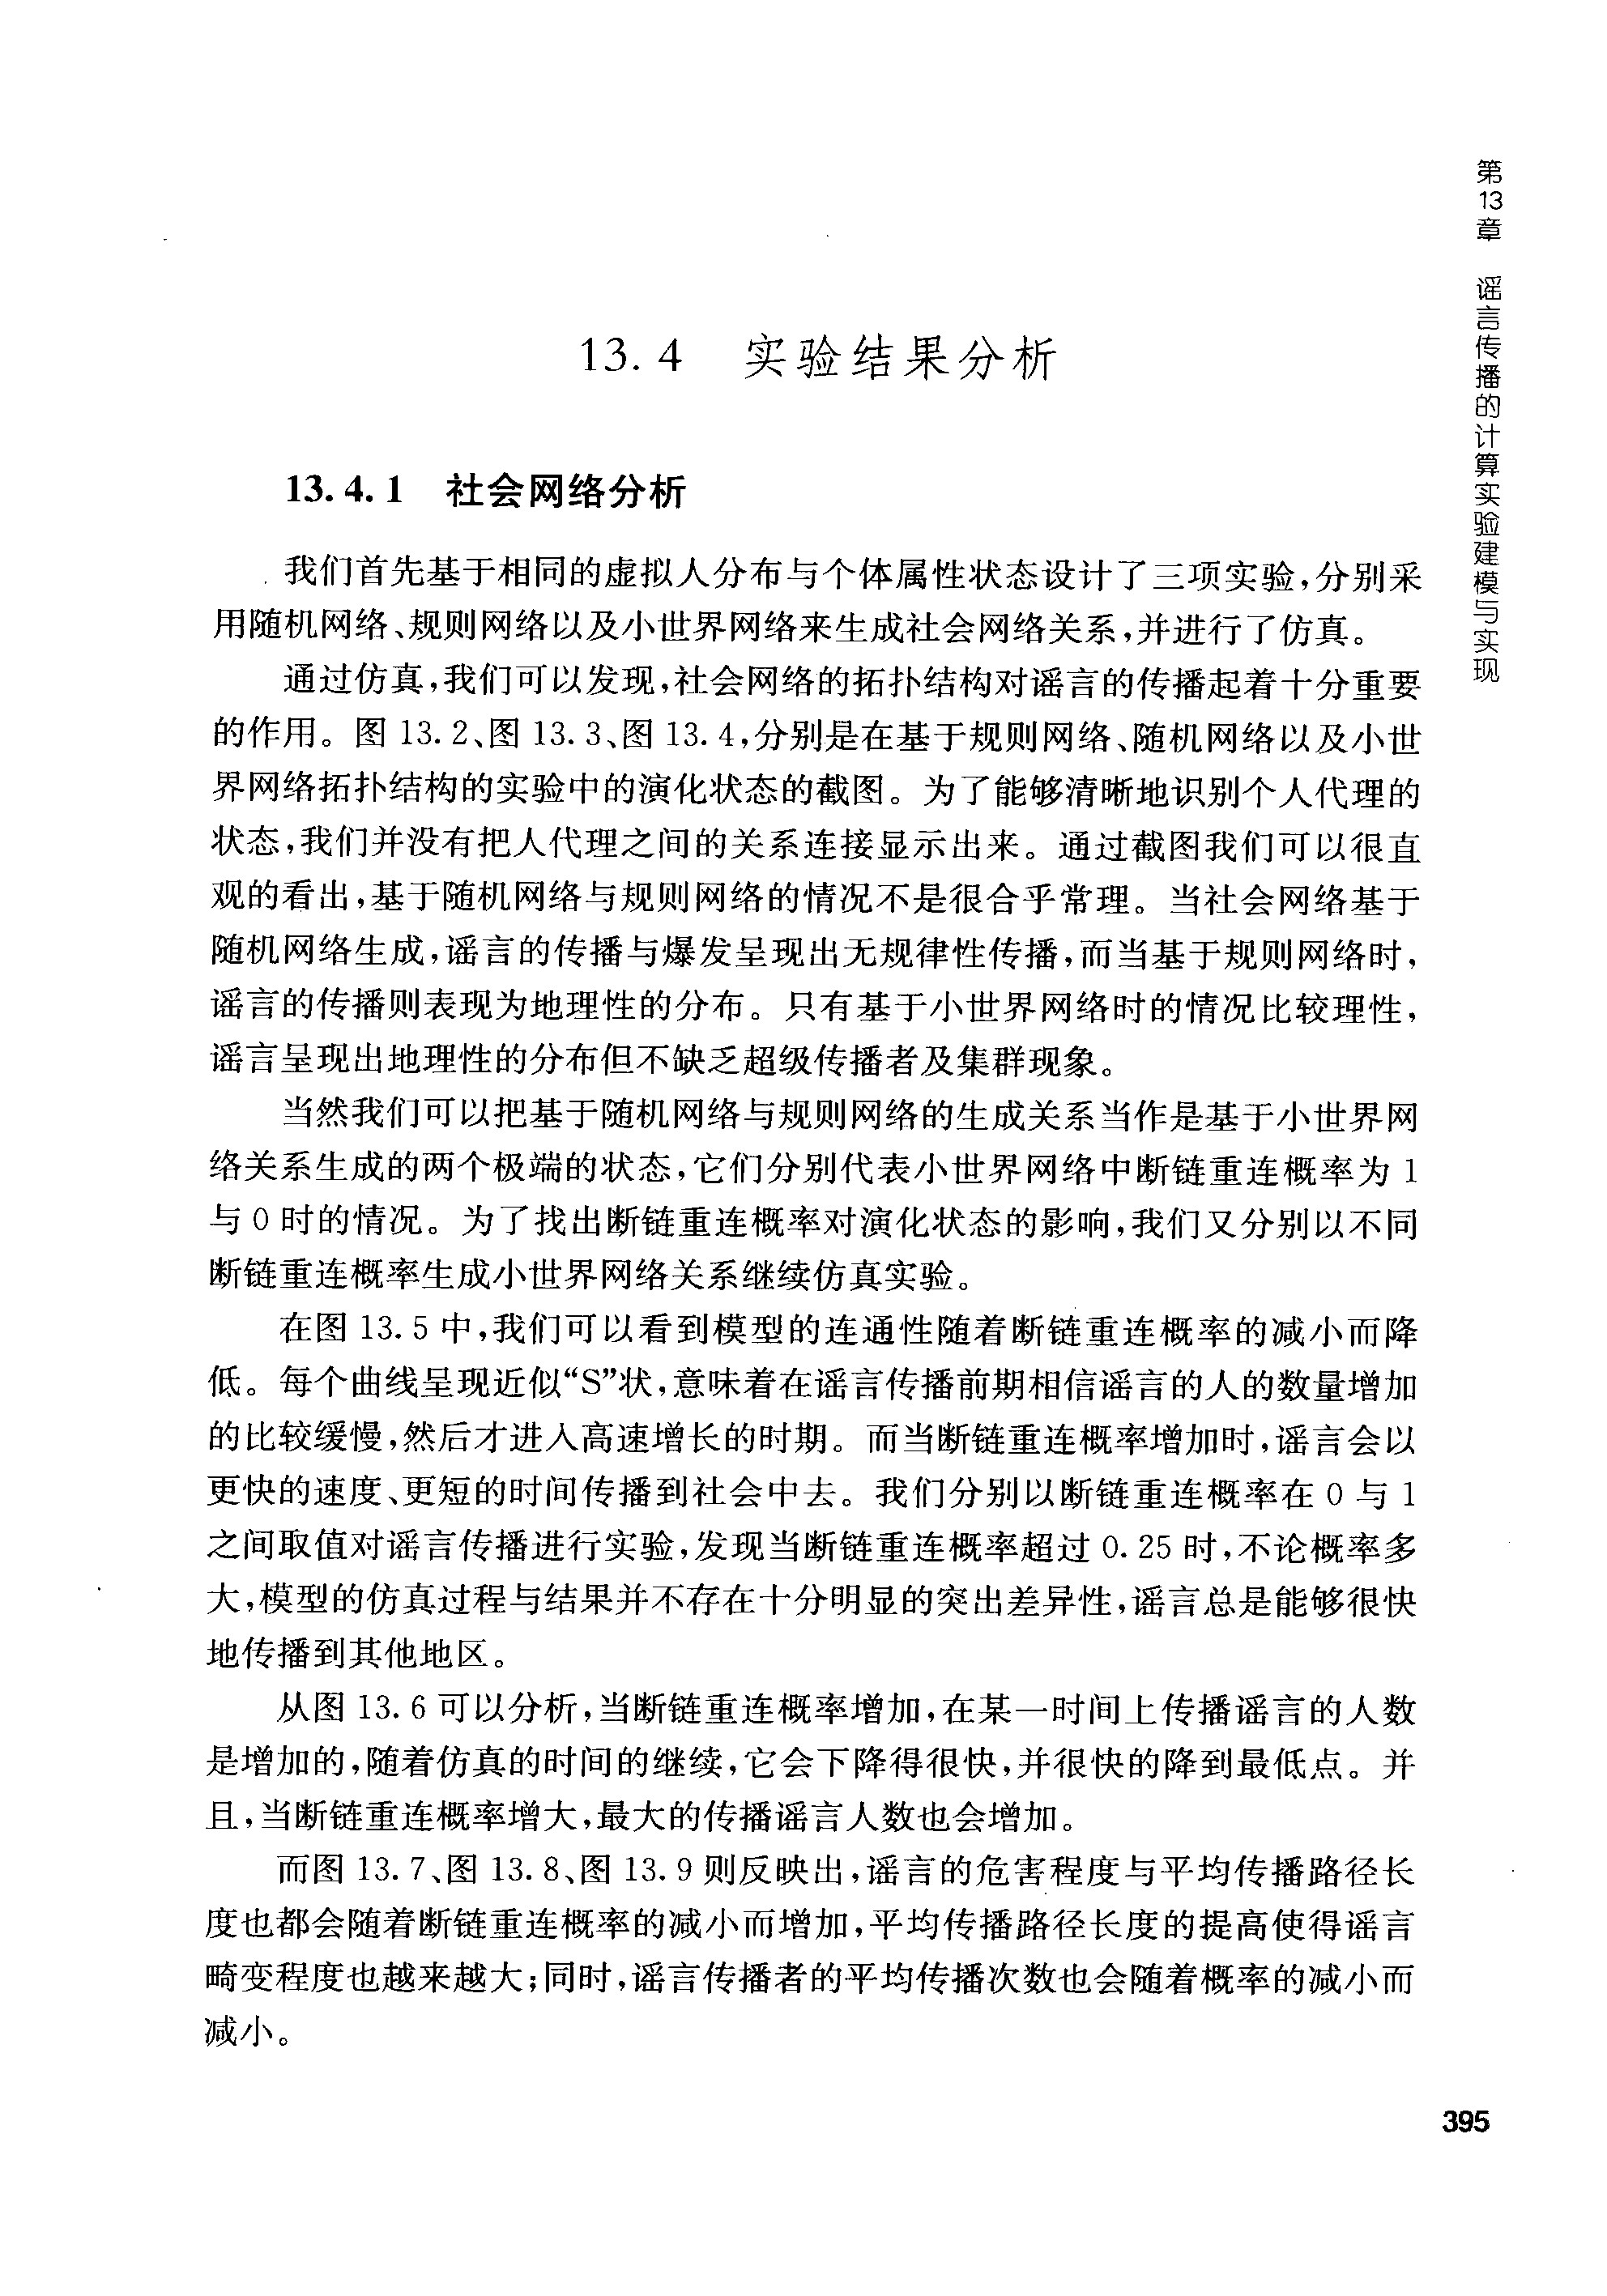 第13章 谣言传播的计算实验建模与实现
13.4 实验结果分析
13.4.1 社会网络分析
我们首先基于相同的虚拟人分布与个体属性状态设计了三项实验,分别采
用随机网络、规则网络以及小世界网络来生成社会网络关系,并进行了仿真。
通过仿真,我们可以发现,社会网络的拓扑结构对谣言的传播起着十分重要
的作用。图 13.2、图 13.3、图 13.4,分别是在基于规则网络、随机网络以及小世
界网络拓扑结构的实验中的演化状态的截图。为了能够清晰地识别个人代理的
状态,我们并没有把人代理之间的关系连接显示出来。通过截图我们可以很直
观的看出,基于随机网络与规则网络的情况不是很合乎常理。当社会网络基于
随机网络生成,谣言的传播与爆发呈现出无规律性传播,而当基于规则网络时,
谣言的传播则表现为地理性的分布。只有基于小世界网络时的情况比较理性,
谣言呈现出地理性的分布但不缺乏超级传播者及集群现象。
当然我们可以把基于随机网络与规则网络的生成关系当作是基于小世界网
络关系生成的两个极端的状态,它们分别代表小世界网络中断链重连概率为 1
与 0 时的情况。为了找出断链重连概率对演化状态的影响,我们又分别以不同
断链重连概率生成小世界网络关系继续仿真实验。
在图 13.5 中,我们可以看到模型的连通性随着断链重连概率的减小而降
低。每个曲线呈现近似“S”状,意味着在谣言传播前期相信谣言的人的数量增加
的比较缓慢,然后才进入高速增长的时期。而当断链重连概率增加时,谣言会以
更快的速度、更短的时间传播到社会中去。我们分别以断链重连概率在 0 与 1
之间取值对谣言传播进行实验,发现当断链重连概率超过 0.25 时,不论概率多
大,模型的仿真过程与结果并不存在十分明显的突出差异性,谣言总是能够很快
地传播到其他地区。
从图 13.6 可以分析,当断链重连概率增加,在某一时间上传播谣言的人数
是增加的,随着仿真的时间的继续,它会下降得很快,并很快的降到最低点。并
且,当断链重连概率增大,最大的传播谣言人数也会增加。
而图 13.7、图 13.8、图 13.9 则反映出,谣言的危害程度与平均传播路径长
度也都会随着断链重连概率的减小而增加,平均传播路径长度的提高使得谣言
畸变程度也越来越大;同时,谣言传播者的平均传播次数也会随着概率的减小而
减小。
395